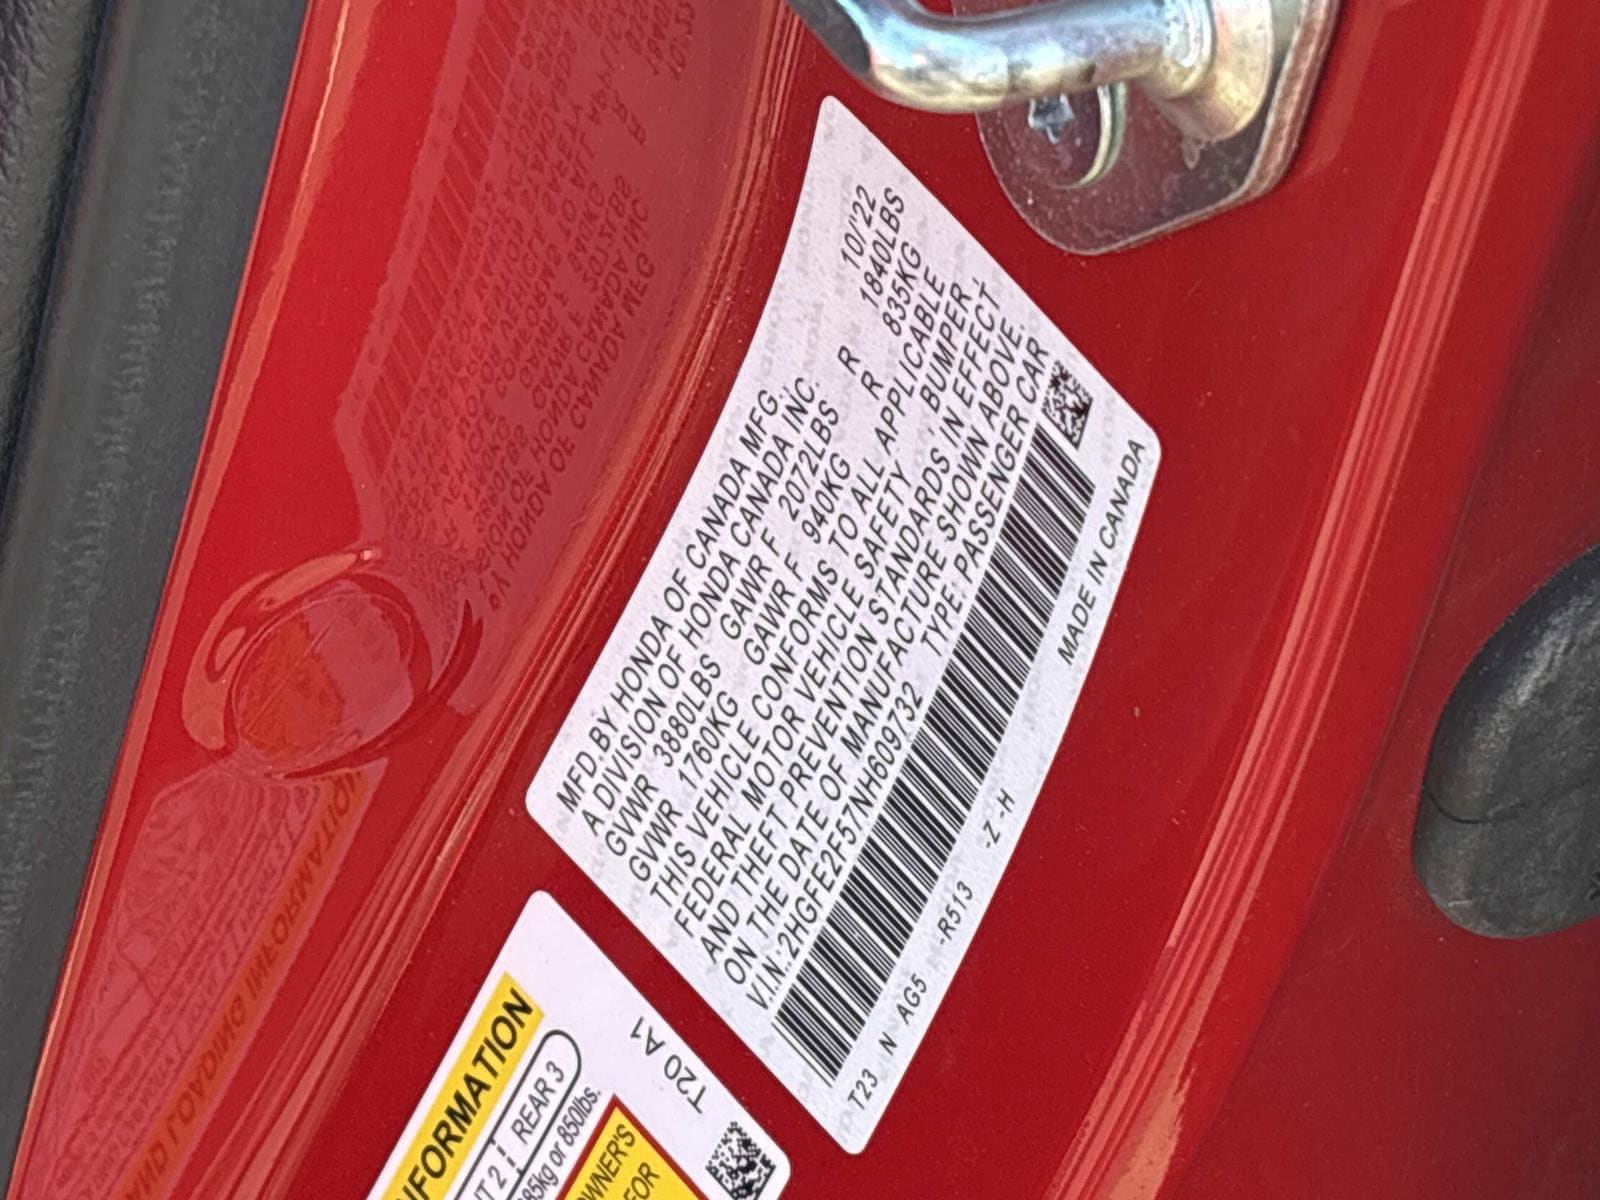 MFD BY HONDA OF CANADA MFG.
A DIVISION OF HONDA CANADA INC. 10/'22
GVWR 3880LBS GAWR F 2072LBS R 1840LBS
GVWR 1760KG GAWR F 940KG R 835KG
THIS VEHICLE CONFORMS TO ALL APPLICABLE
FEDERAL MOTOR VEHICLE SAFETY BUMPER,
AND THEFT PREVENTION STANDARDS IN EFFECT
ON THE DATE OF MANUFACTURE SHOWN ABOVE.
V.I.N.:2HGFE2F57NH609732 TYPE:PASSENGER CAR
T23 N AG5 -R513 -Z -H MADE IN CANADA
T20 A1
REAR 3
850lbs.
OWNER'S
FOR